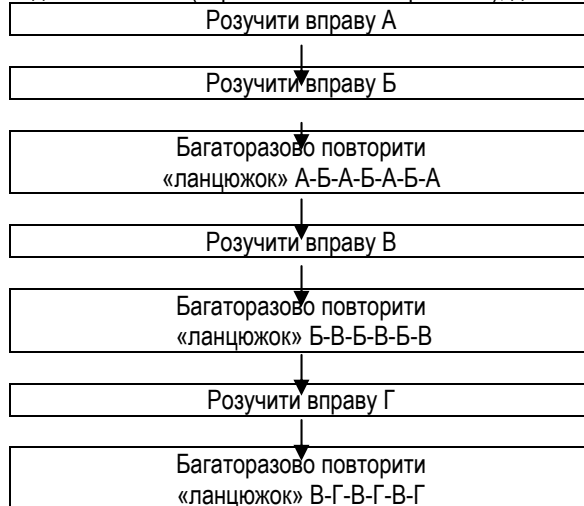 Розучити вправу А
Розучити вправу Б
Багаторазово повторити
«ланцюжок» А-Б-А-Б-А-Б-А
Розучити вправу В
Багаторазово повторити
«ланцюжок» Б-В-Б-В-Б-В
Розучити вправу Г
Багаторазово повторити
«ланцюжок» В-Г-В-Г-В-Г